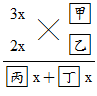 3x 甲
2x 乙
丙 x+ 丁 x